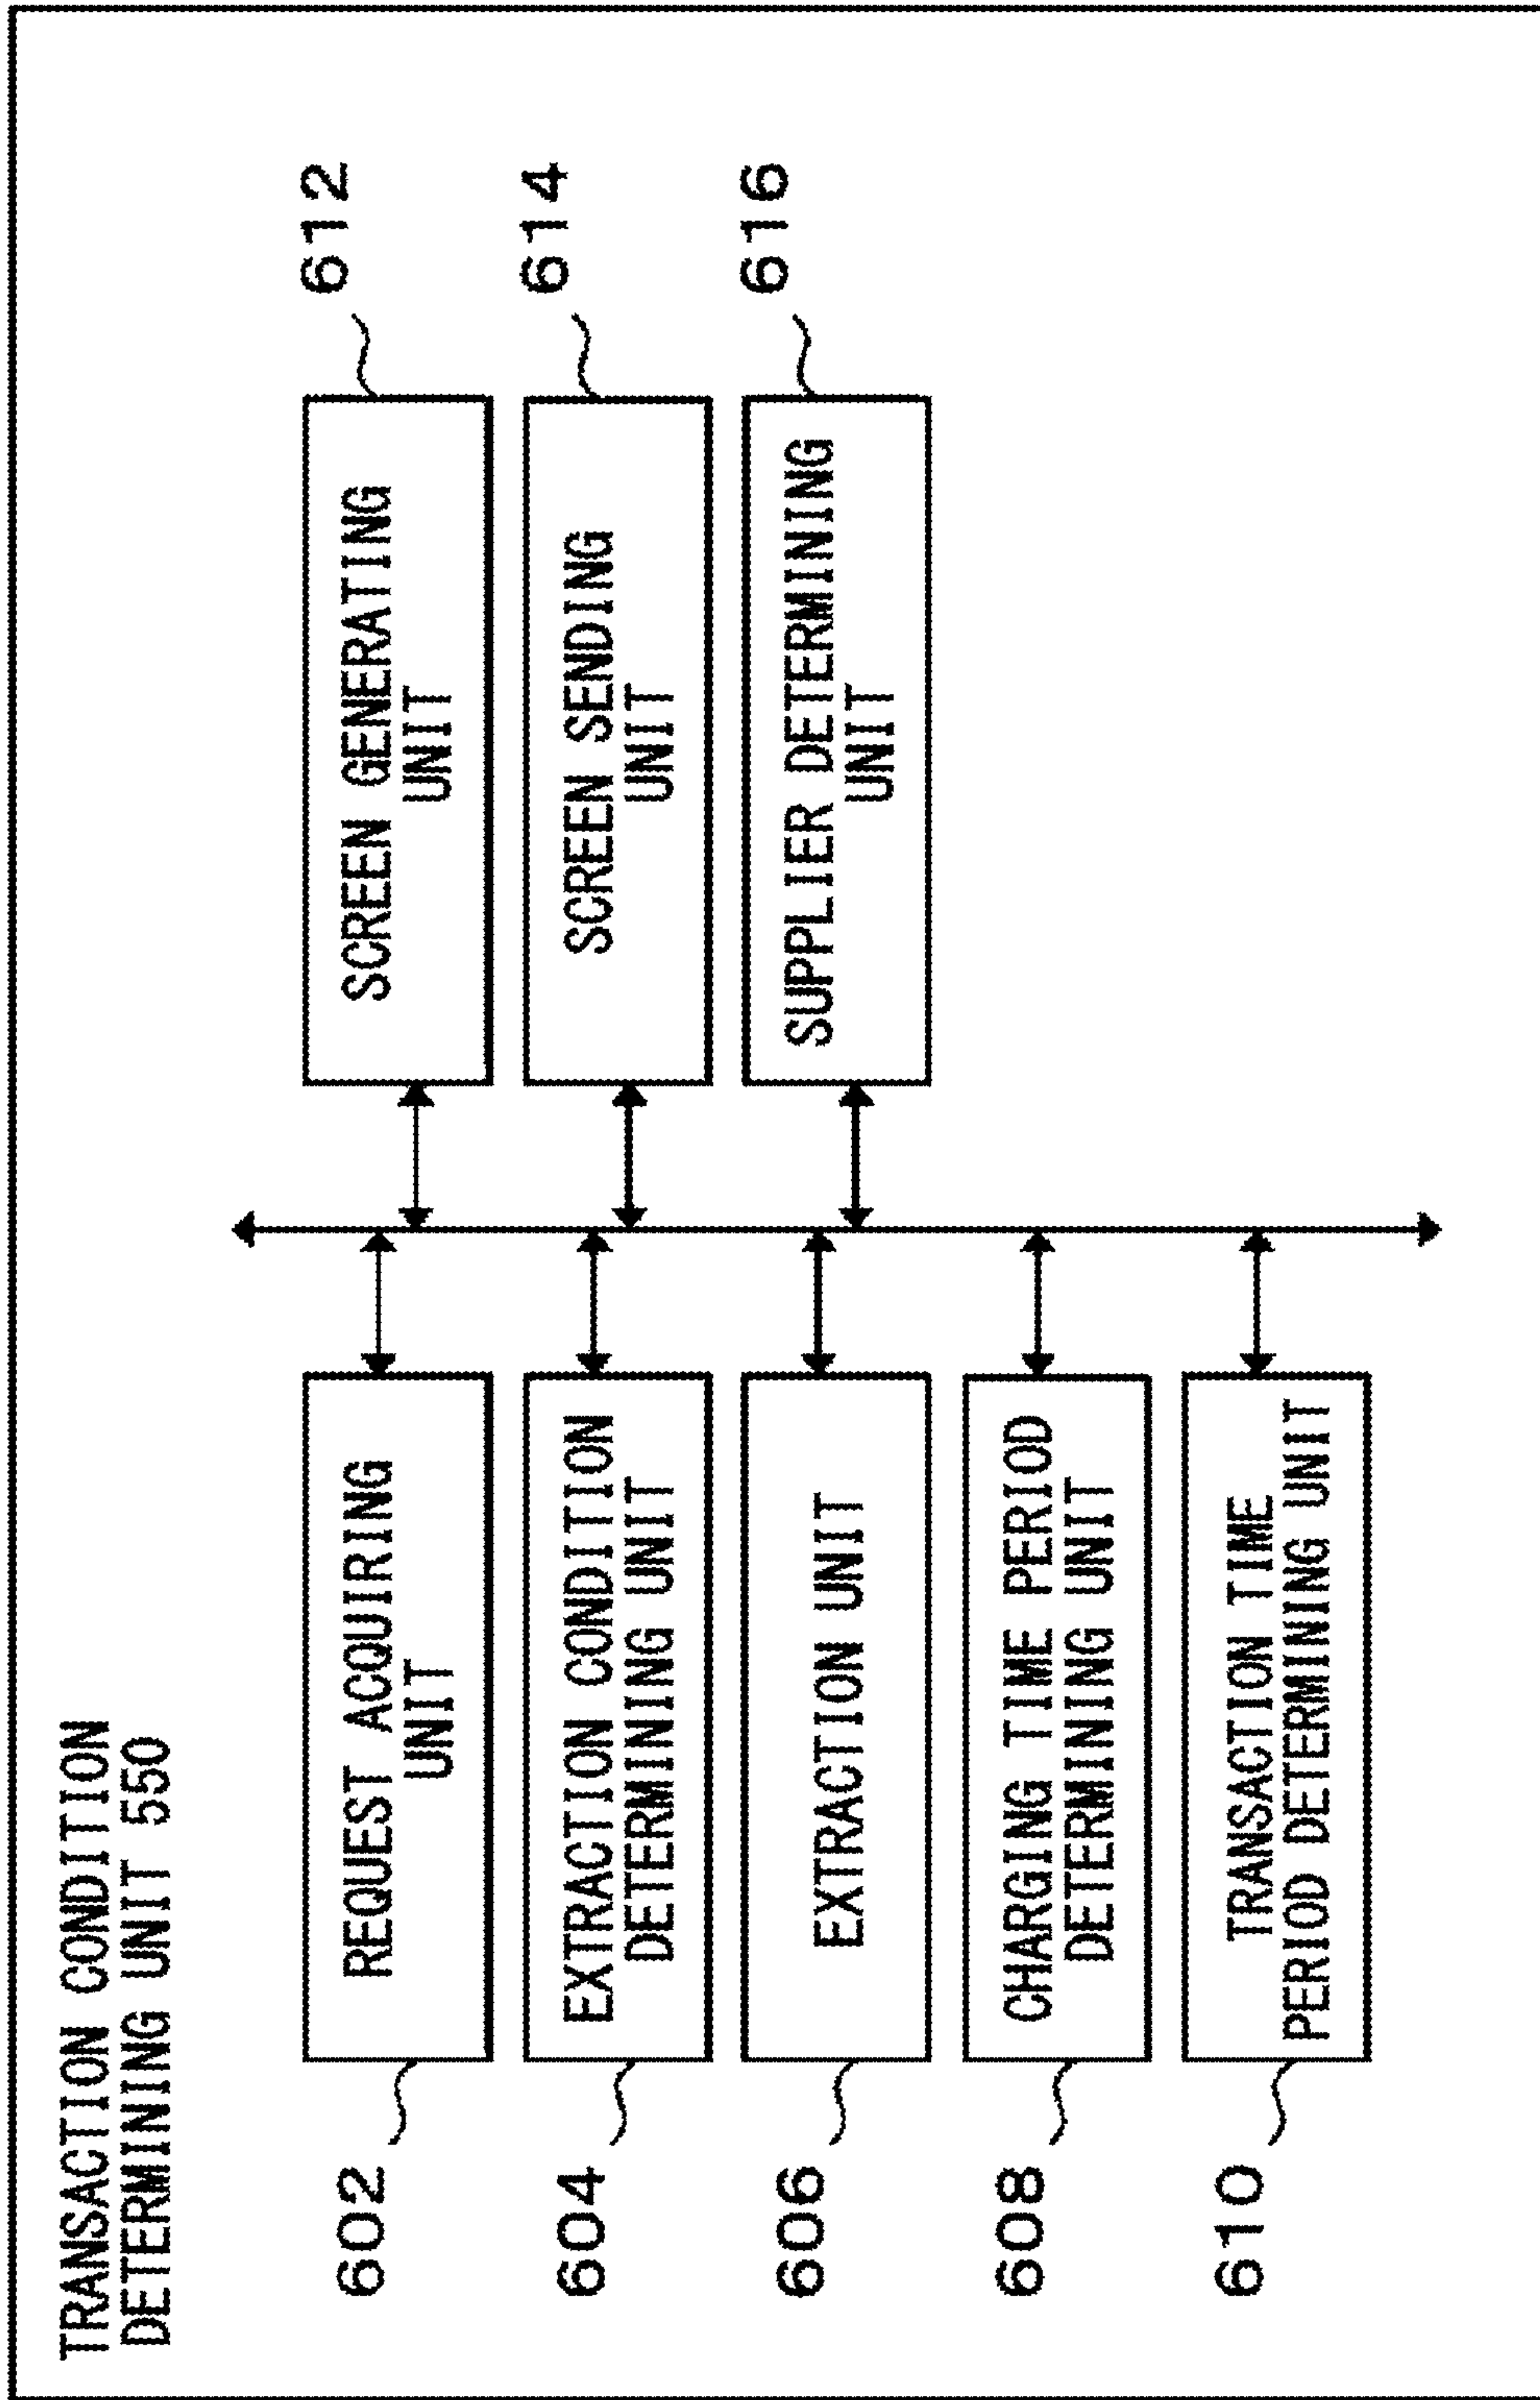 TRANSACTION CONDITION
DETERMINING UNIT 550
602
REQUEST ACQUIRING
UNIT
604
EXTRACTION CONDITION
DETERMINING UNIT
606
EXTRACTION UNIT
608
CHARGING TIME PERIOD
DETERMINING UNIT
610
TRANSACTION TIME
PERIOD DETERMINING UNIT
SCREEN GENERATING
UNIT
612
SCREEN SENDING
UNIT
614
SUPPLIER DETERMINING
UNIT
616